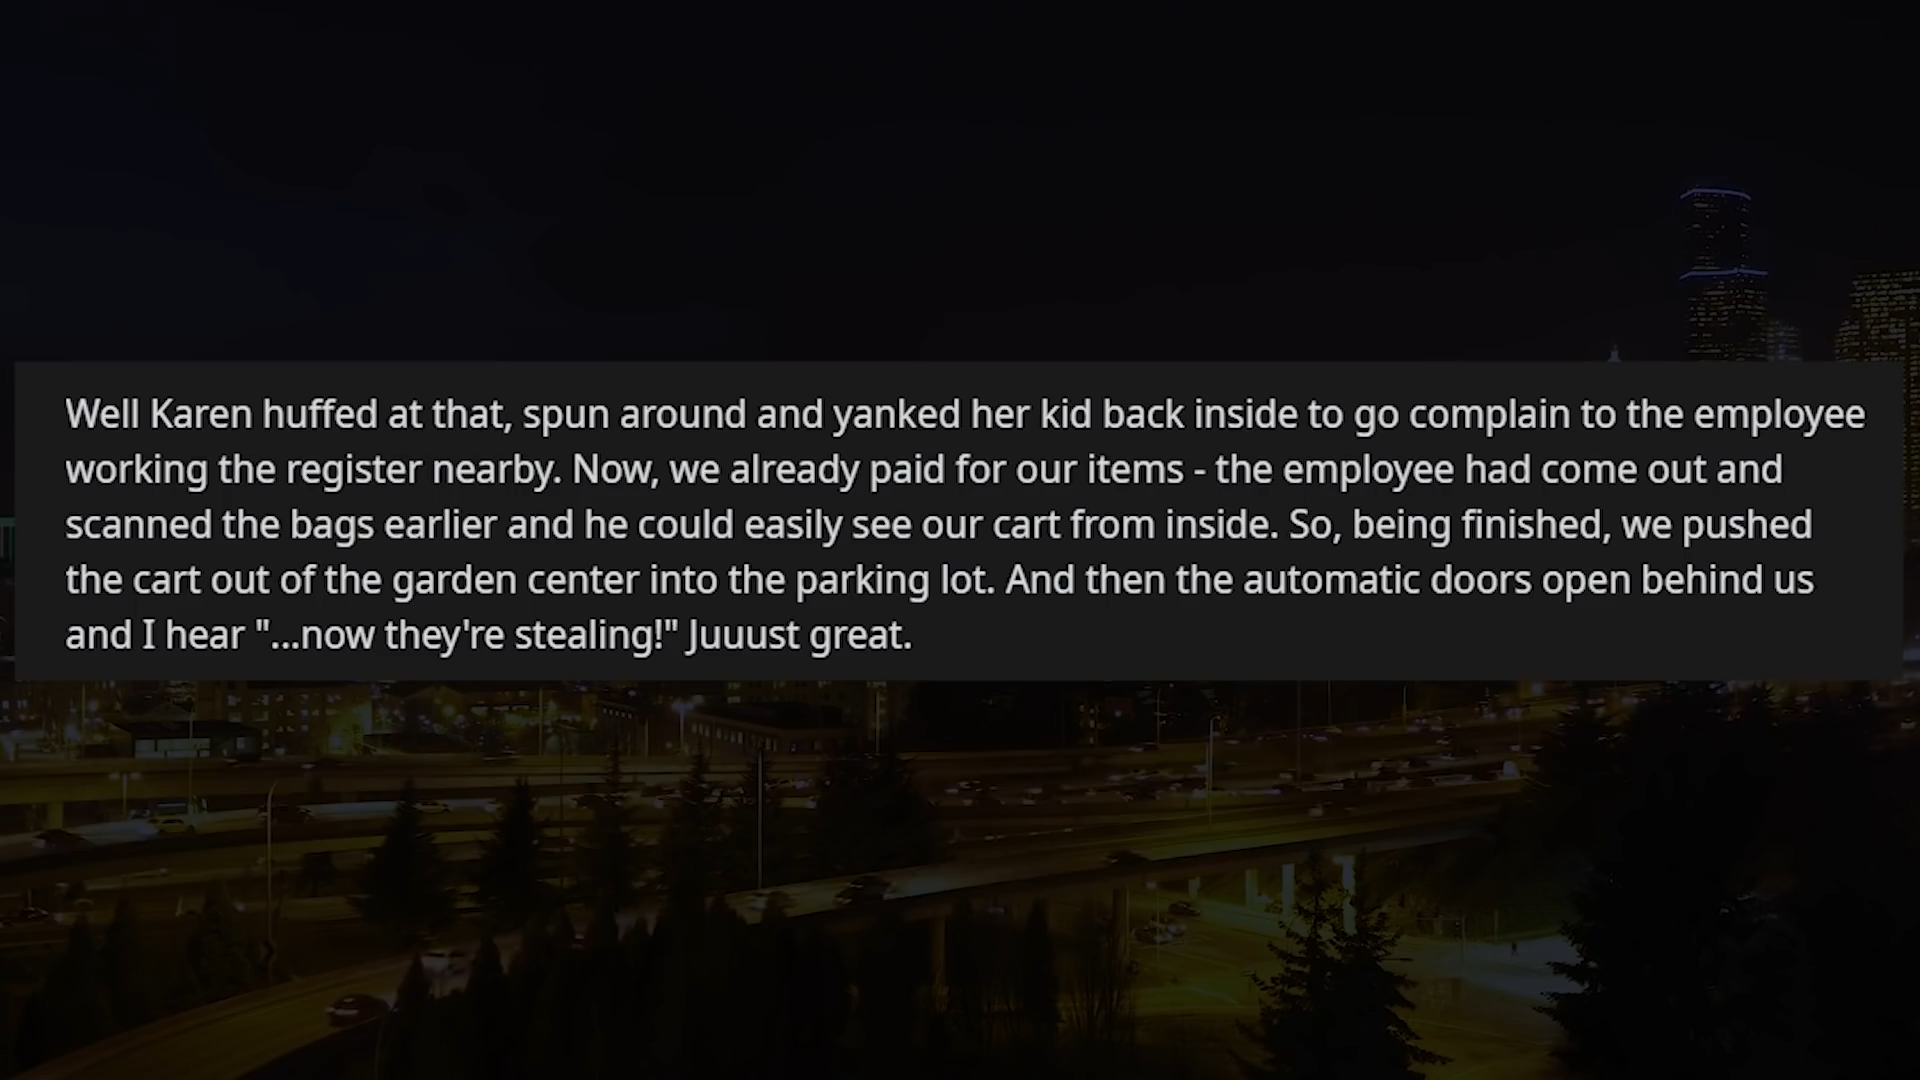 Well Karen huffed at that, spun around and yanked her kid back inside to go complain to the employee
working the register nearby. Now, we already paid for our items - the employee had come out and
scanned the bags earlier and he could easily see our cart from inside. So, being finished, we pushed
the cart out of the garden center into the parking lot. And then the automatic doors open behind us
and I hear "...now they're stealing!" Juuust great.